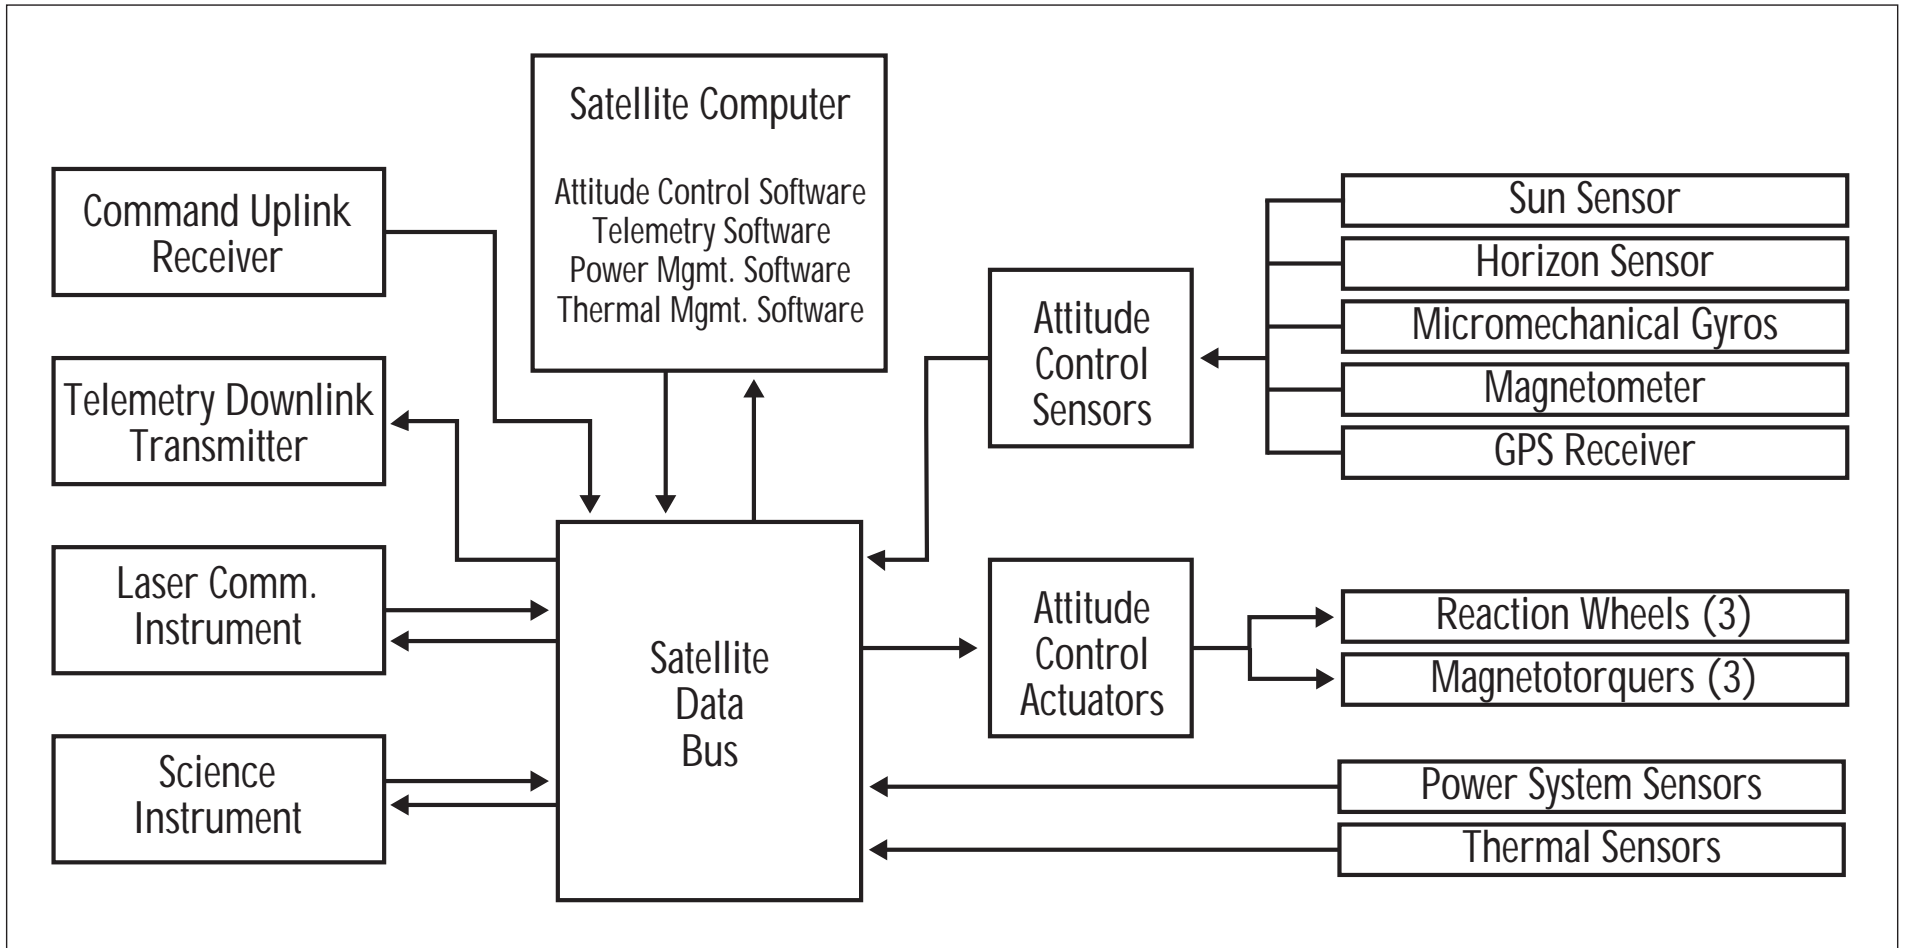 Satellite Computer
Attitude Control Software
Telemetry Software
Power Mgmt. Software
Thermal Mgmt. Software
Command Uplink
Receiver
Telemetry Downlink
Transmitter
Laser Comm.
Instrument
Science
Instrument
Satellite
Data
Bus
Attitude
Control
Sensors
Attitude
Control
Actuators
Sun Sensor
Horizon Sensor
Micromechanical Gyros
Magnetometer
GPS Receiver
Reaction Wheels (3)
Magnetotorquers (3)
Power System Sensors
Thermal Sensors